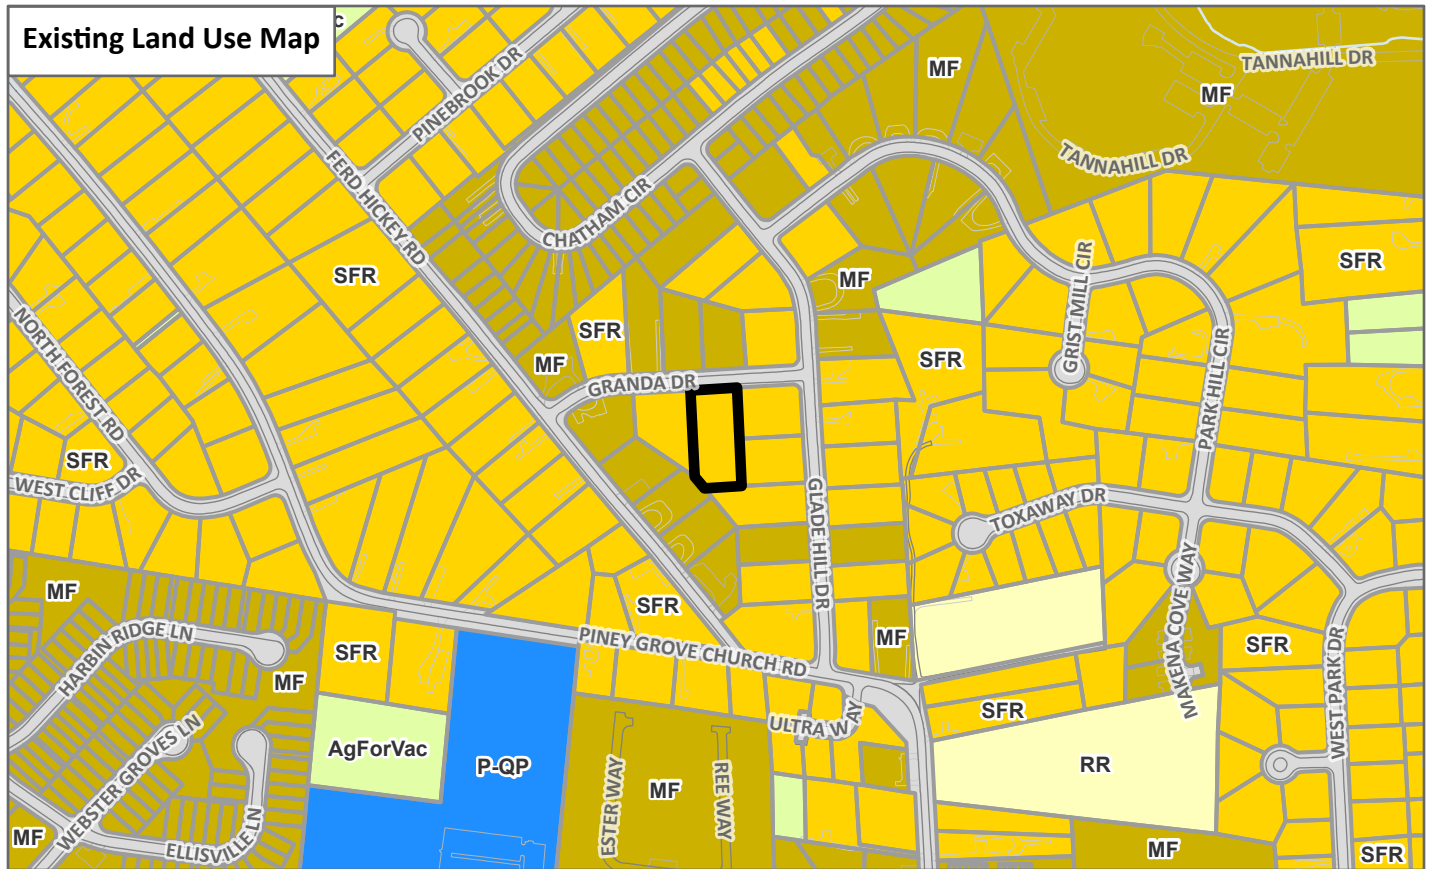 Existing Land Use Map
c
PINEBROOK DR
MF
TANNAHILL DR
MF
FERD HICKEY RD
TANNAHILL DR
CHATHAM CIR
SFR
SFR
MF
NORTH FOREST RD
SFR
MF
GRANDA DR
SFR
GRIST MILL CIR
PARK HILL CIR
SFR
WEST CLIFF DR
GLADE HILL DR
TOXAWAY DR
MF
HARBIN RIDGE LN
SFR
SFR
PINEY GROVE CHURCH RD
MF
MAKENA COVE WAY
SFR
WEST PARK DR
MF
SFR
ULTRA WAY
WEBSTER GROVES LN
AgForVac
P-QP
RR
ESTER WAY
MF
REE WAY
MF
ELLISVILLE LN
MF
SFR